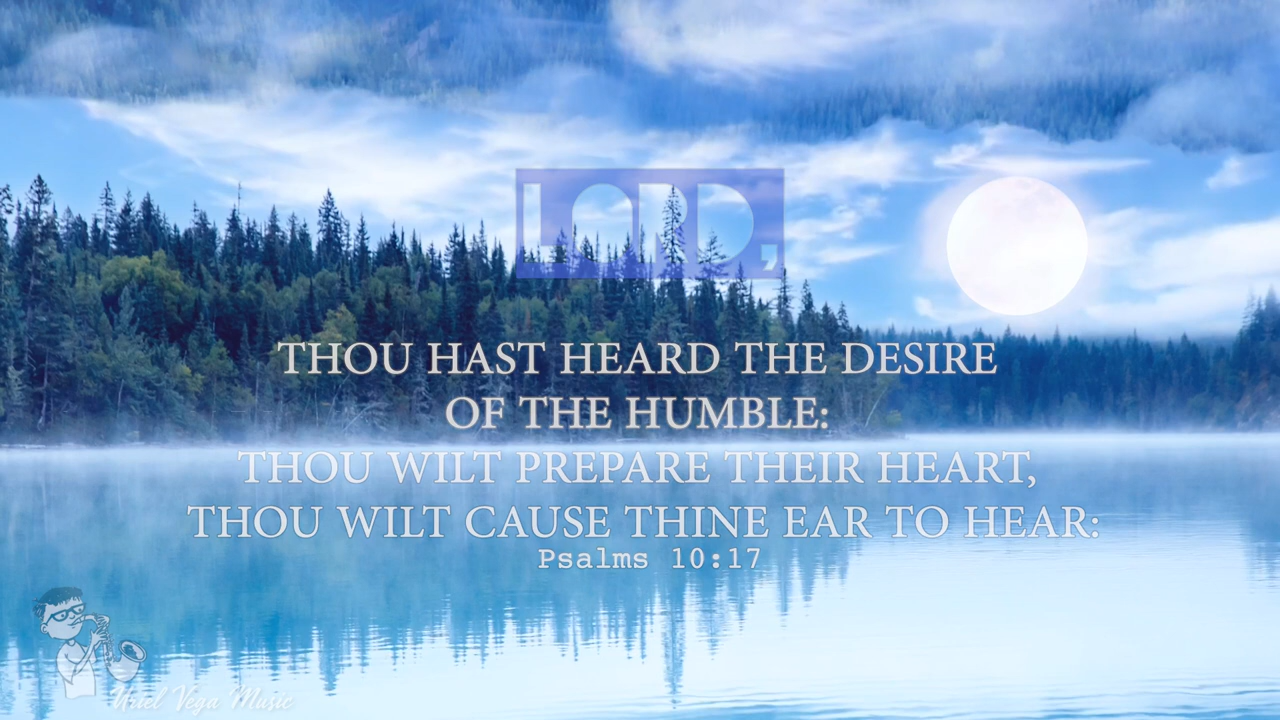 LORD,
THOU HAST HEARD THE DESIRE
OF THE HUMBLE:
THOU WILT PREPARE THEIR HEART,
THOU WILT CAUSE THINE EAR TO HEAR:
Psalms 10:17
Uriel Vega Music